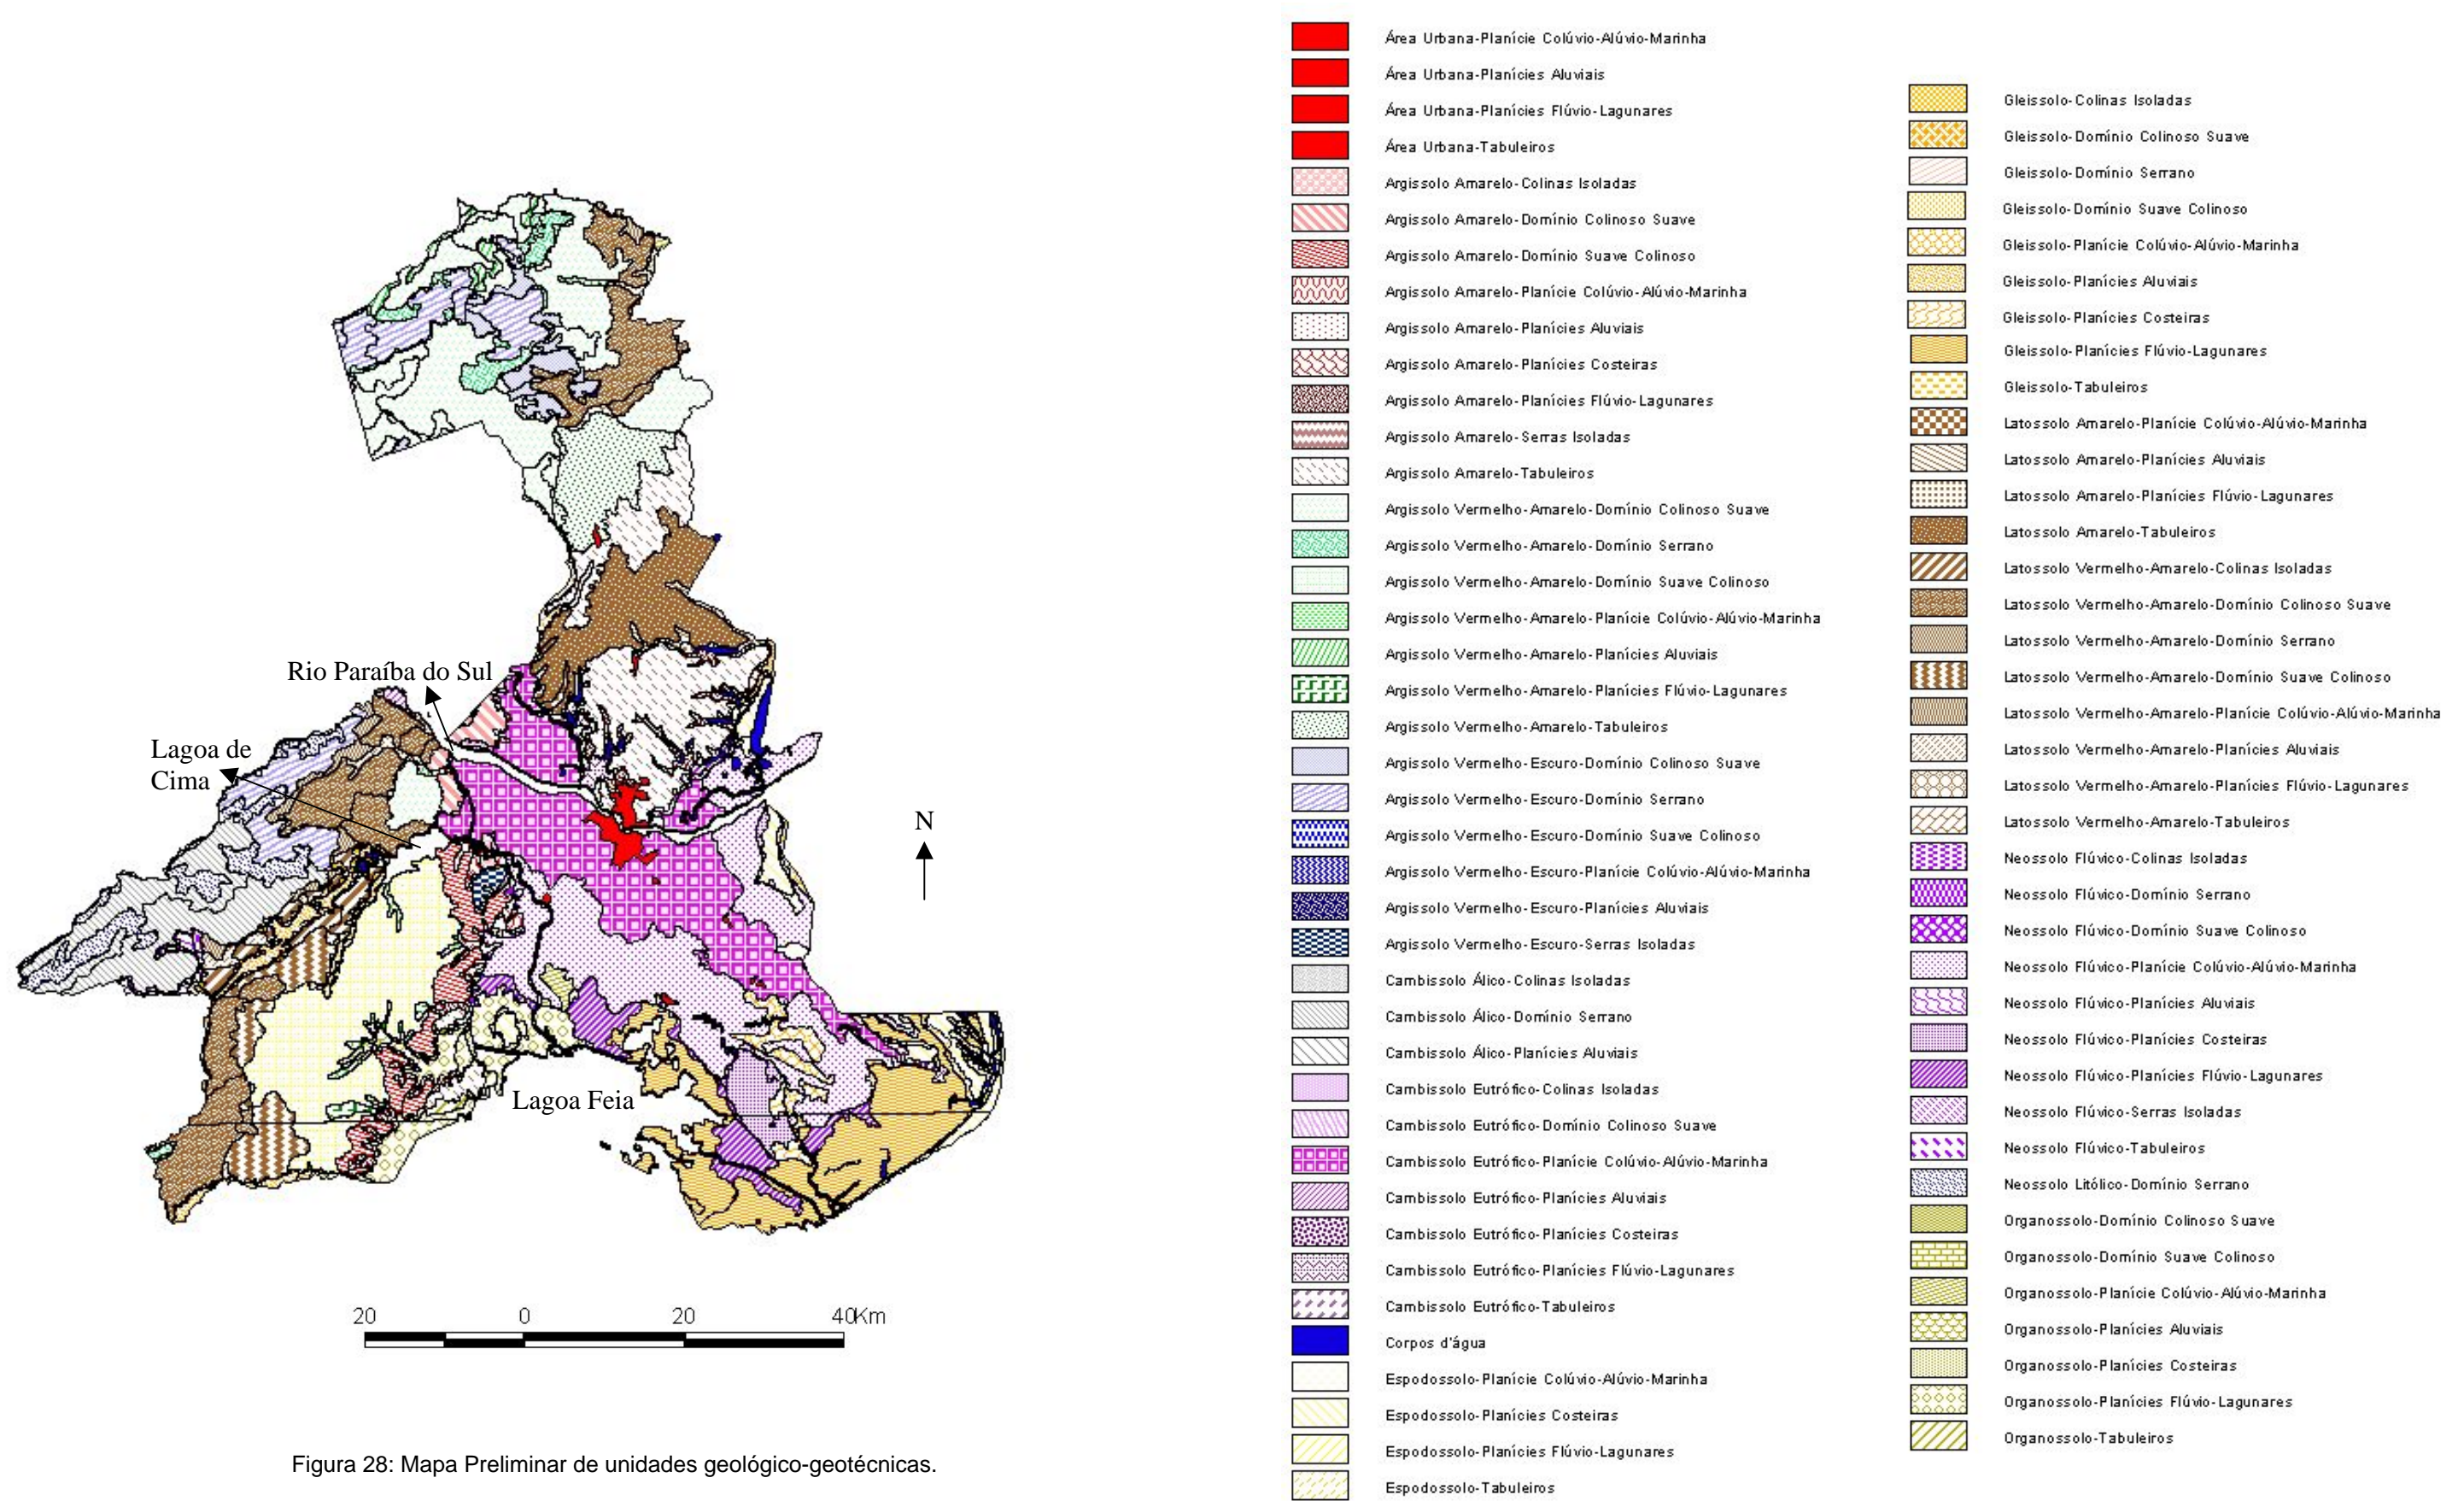 Rio Paraíba do Sul
Lagoa de
Cima
N
Lagoa Feia
20 0 20 40Km
Figura 28: Mapa Preliminar de unidades geológico-geotécnicas.
Área Urbana-Planície Colúvio-Alúvio-Marinha
Área Urbana-Planícies Aluviais
Área Urbana-Planícies Flúvio-Lagunares
Área Urbana-Tabuleiros
Argissolo Amarelo-Colinas Isoladas
Argissolo Amarelo-Domínio Colinoso Suave
Argissolo Amarelo-Domínio Suave Colinoso
Argissolo Amarelo-Planície Colúvio-Alúvio-Marinha
Argissolo Amarelo-Planícies Aluviais
Argissolo Amarelo-Planícies Costeiras
Argissolo Amarelo-Planícies Flúvio-Lagunares
Argissolo Amarelo-Serras Isoladas
Argissolo Amarelo-Tabuleiros
Argissolo Vermelho-Amarelo-Domínio Colinoso Suave
Argissolo Vermelho-Amarelo-Domínio Serrano
Argissolo Vermelho-Amarelo-Domínio Suave Colinoso
Argissolo Vermelho-Amarelo-Planície Colúvio-Alúvio-Marinha
Argissolo Vermelho-Amarelo-Planícies Aluviais
Argissolo Vermelho-Amarelo-Planícies Flúvio-Lagunares
Argissolo Vermelho-Amarelo-Tabuleiros
Argissolo Vermelho-Escuro-Domínio Colinoso Suave
Argissolo Vermelho-Escuro-Domínio Serrano
Argissolo Vermelho-Escuro-Domínio Suave Colinoso
Argissolo Vermelho-Escuro-Planície Colúvio-Alúvio-Marinha
Argissolo Vermelho-Escuro-Planícies Aluviais
Argissolo Vermelho-Escuro-Serras Isoladas
Cambissolo Álico-Colinas Isoladas
Cambissolo Álico-Domínio Serrano
Cambissolo Álico-Planícies Aluviais
Cambissolo Eutrófico-Colinas Isoladas
Cambissolo Eutrófico-Domínio Colinoso Suave
Cambissolo Eutrófico-Planície Colúvio-Alúvio-Marinha
Cambissolo Eutrófico-Planícies Aluviais
Cambissolo Eutrófico-Planícies Costeiras
Cambissolo Eutrófico-Planícies Flúvio-Lagunares
Cambissolo Eutrófico-Tabuleiros
Corpos d'água
Espodossolo-Planície Colúvio-Alúvio-Marinha
Espodossolo-Planícies Costeiras
Espodossolo-Planícies Flúvio-Lagunares
Espodossolo-Tabuleiros
Gleissolo-Colinas Isoladas
Gleissolo-Domínio Colinoso Suave
Gleissolo-Domínio Serrano
Gleissolo-Domínio Suave Colinoso
Gleissolo-Planície Colúvio-Alúvio-Marinha
Gleissolo-Planícies Aluviais
Gleissolo-Planícies Costeiras
Gleissolo-Planícies Flúvio-Lagunares
Gleissolo-Tabuleiros
Latossolo Amarelo-Planície Colúvio-Alúvio-Marinha
Latossolo Amarelo-Planícies Aluviais
Latossolo Amarelo-Planícies Flúvio-Lagunares
Latossolo Amarelo-Tabuleiros
Latossolo Vermelho-Amarelo-Colinas Isoladas
Latossolo Vermelho-Amarelo-Domínio Colinoso Suave
Latossolo Vermelho-Amarelo-Domínio Serrano
Latossolo Vermelho-Amarelo-Domínio Suave Colinoso
Latossolo Vermelho-Amarelo-Planície Colúvio-Alúvio-Marinha
Latossolo Vermelho-Amarelo-Planícies Aluviais
Latossolo Vermelho-Amarelo-Planícies Flúvio-Lagunares
Latossolo Vermelho-Amarelo-Tabuleiros
Neossolo Flúvico-Colinas Isoladas
Neossolo Flúvico-Domínio Serrano
Neossolo Flúvico-Domínio Suave Colinoso
Neossolo Flúvico-Planície Colúvio-Alúvio-Marinha
Neossolo Flúvico-Planícies Aluviais
Neossolo Flúvico-Planícies Costeiras
Neossolo Flúvico-Planícies Flúvio-Lagunares
Neossolo Flúvico-Serras Isoladas
Neossolo Flúvico-Tabuleiros
Neossolo Litólico-Domínio Serrano
Organossolo-Domínio Colinoso Suave
Organossolo-Domínio Suave Colinoso
Organossolo-Planície Colúvio-Alúvio-Marinha
Organossolo-Planícies Aluviais
Organossolo-Planícies Costeiras
Organossolo-Planícies Flúvio-Lagunares
Organossolo-Tabuleiros